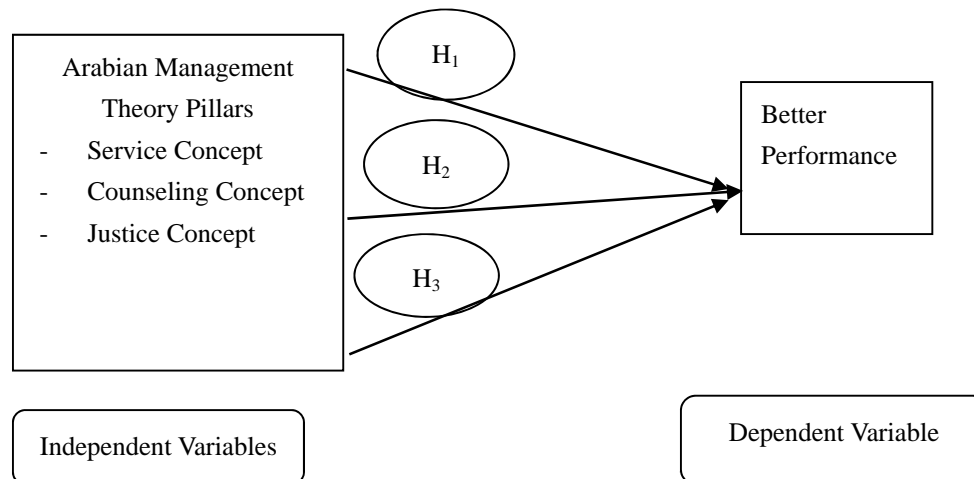 Arabian Management
Theory Pillars
- Service Concept
- Counseling Concept
- Justice Concept
H₁
H₂
H₃
Better
Performance
Independent Variables
Dependent Variable